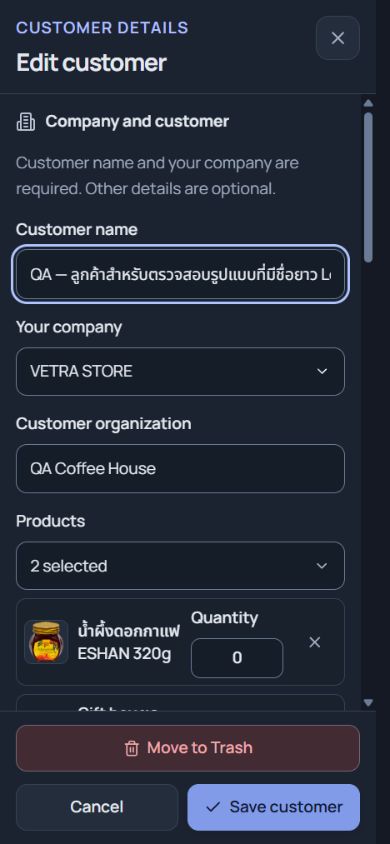 CUSTOMER DETAILS
Edit customer
Company and customer
Customer name and your company are
required. Other details are optional.
Customer name
QA — ลูกค้าสำหรับตรวจสอบรูปแบบที่มีชื่อยาว
Your company
VETRA STORE
Customer organization
QA Coffee House
Products
2 selected
น้ำผึ้งดอกกาแฟ
ESHAN 320g
Quantity
0
Move to Trash
Cancel
Save customer